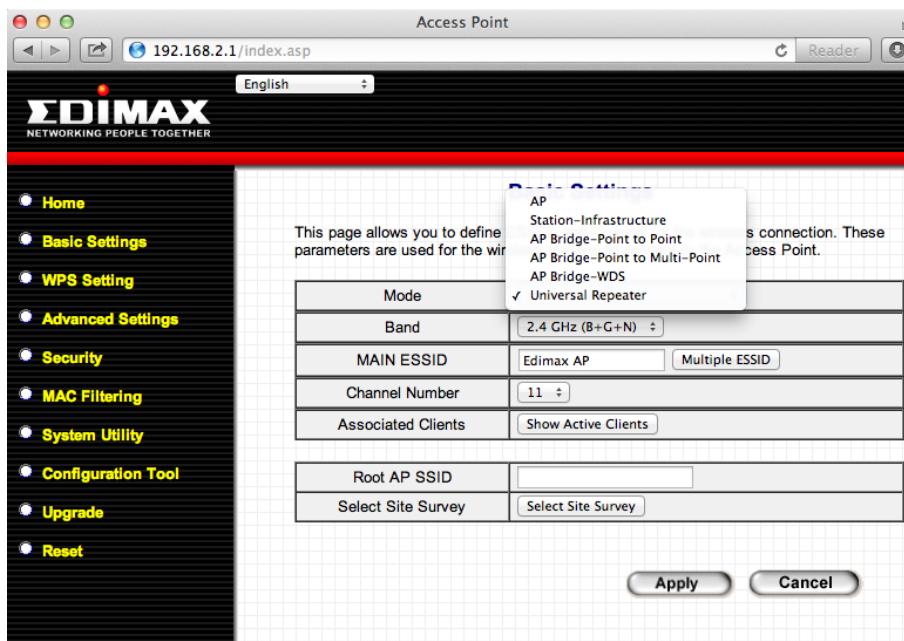 Access Point
192.168.2.1/index.asp
Reader
English
EDIMAX
NETWORKING PEOPLE TOGETHER
Home
Basic Settings
WPS Setting
Advanced Settings
Security
MAC Filtering
System Utility
Configuration Tool
Upgrade
Reset
Basic Settings
AP
Station-Infrastructure
AP Bridge-Point to Point
AP Bridge-Point to Multi-Point
AP Bridge-WDS
✓ Universal Repeater
This page allows you to define s connection. These
parameters are used for the wir cess Point.
Mode
Band 2.4 GHz (B+G+N)
MAIN ESSID Edimax AP Multiple ESSID
Channel Number 11
Associated Clients Show Active Clients
Root AP SSID
Select Site Survey Select Site Survey
Apply Cancel